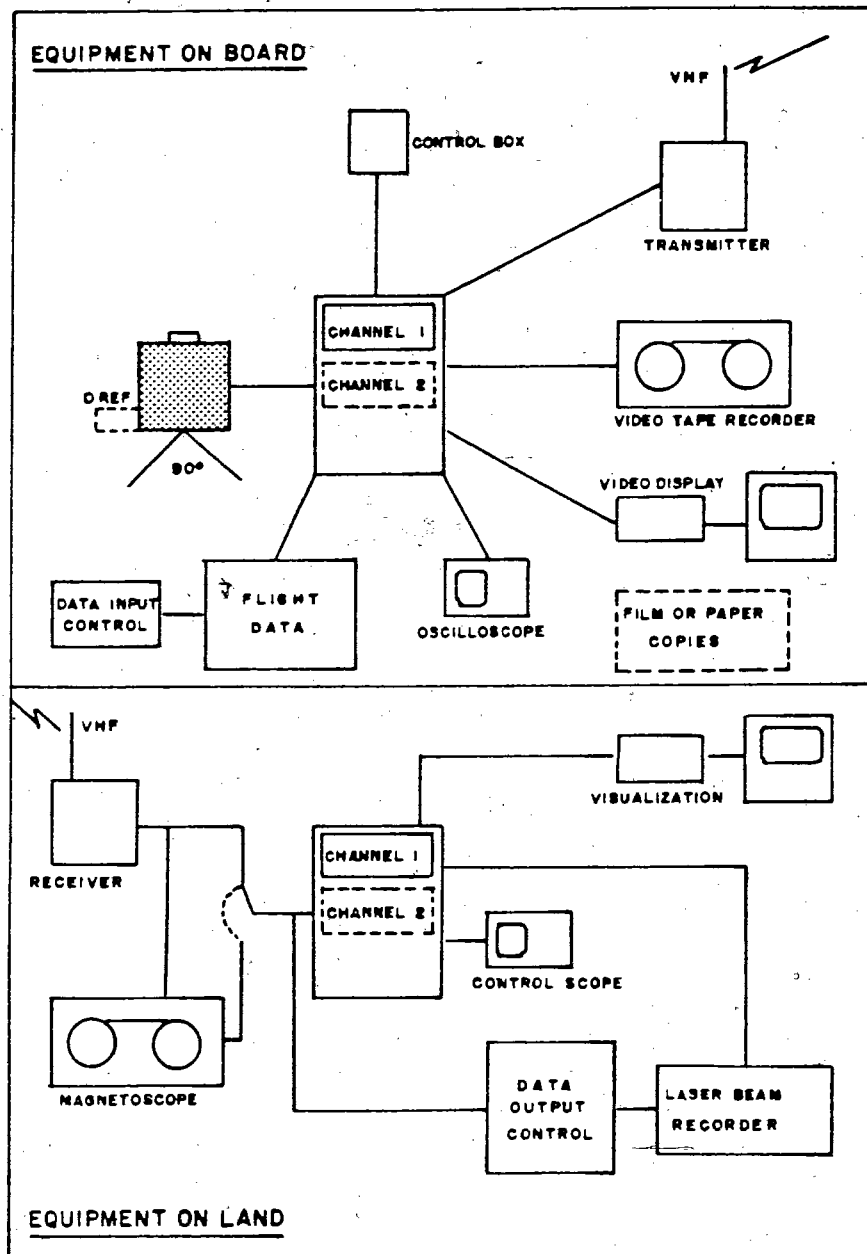 EQUIPMENT ON BOARD
VHF
CONTROL BOX
TRANSMITTER
CHANNEL 1
CHANNEL 2
D REF
90°
VIDEO TAPE RECORDER
VIDEO DISPLAY
DATA INPUT
CONTROL
FLIGHT
DATA
OSCILLOSCOPE
FILM OR PAPER
COPIES
VHF
VISUALIZATION
RECEIVER
CHANNEL 1
CHANNEL 2
CONTROL SCOPE
MAGNETOSCOPE
DATA
OUTPUT
CONTROL
LASER BEAM
RECORDER
EQUIPMENT ON LAND